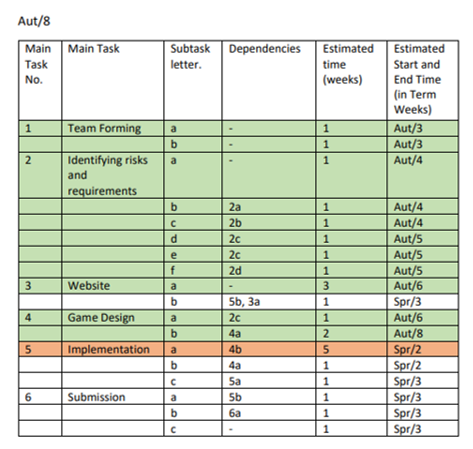 Aut/8
Main Task No. Main Task Subtask letter. Dependencies Estimated time (weeks) Estimated Start and End Time (in Term Weeks)
1 Team Forming a - 1 Aut/3
b - 1 Aut/3
2 Identifying risks and requirements a - 1 Aut/4
b 2a 1 Aut/4
c 2b 1 Aut/4
d 2c 1 Aut/5
e 2c 1 Aut/5
f 2d 1 Aut/5
3 Website a - 3 Aut/6
b 5b, 3a 1 Spr/3
4 Game Design a 2c 1 Aut/6
b 4a 2 Aut/8
5 Implementation a 4b 5 Spr/2
b 4a 1 Spr/2
c 5a 1 Spr/3
6 Submission a 5b 1 Spr/3
b 6a 1 Spr/3
c - 1 Spr/3